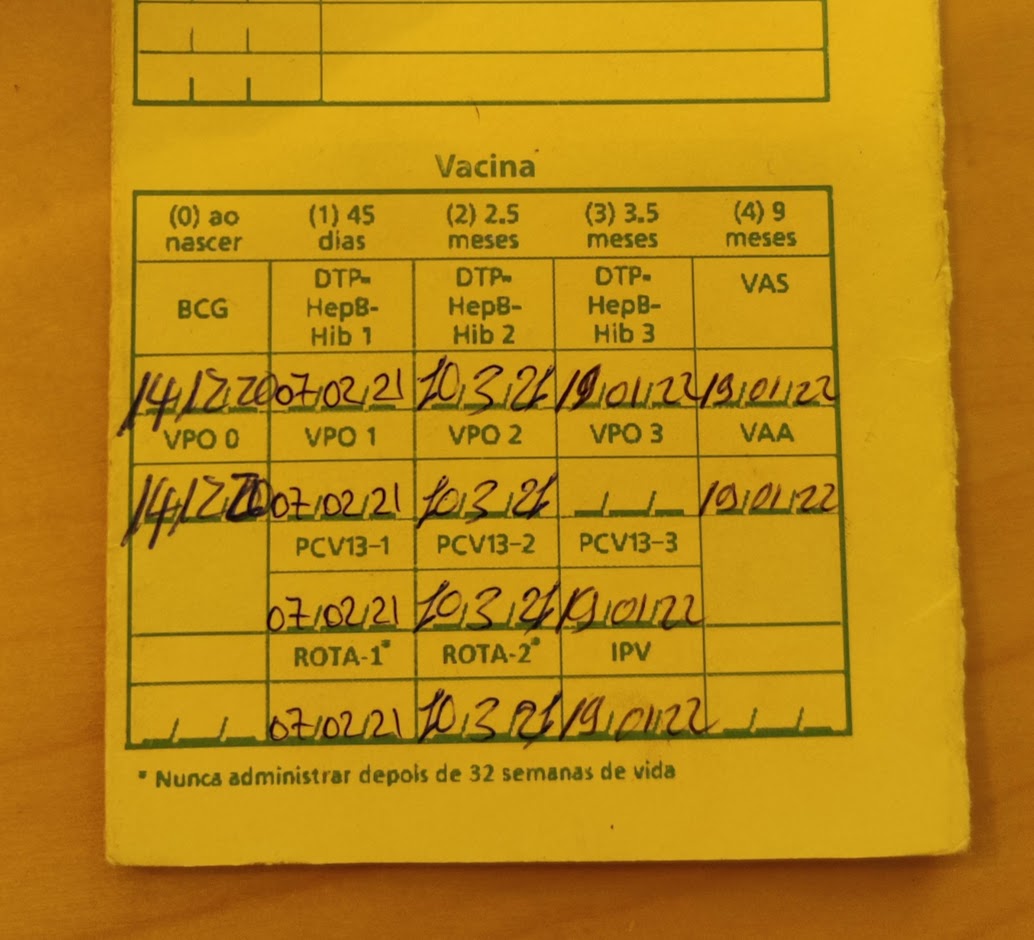 Vacina
(0) ao nascer (1) 45 dias (2) 2.5 meses (3) 3.5 meses (4) 9 meses
BCG DTP-HepB-Hib 1 DTP-HepB-Hib 2 DTP-HepB-Hib 3 VAS
14/12/20 07/02/21 10/3/21 19/01/22 19/01/22
VPO 0 VPO 1 VPO 2 VPO 3 VAA
14/12/20 07/02/21 10/3/21 _/_/_ 19/01/22
PCV13-1 PCV13-2 PCV13-3
07/02/21 10/3/21 19/01/22
ROTA-1* ROTA-2* IPV
_/_/_ 07/02/21 10/3/21 19/01/22 _/_/_
* Nunca administrar depois de 32 semanas de vida